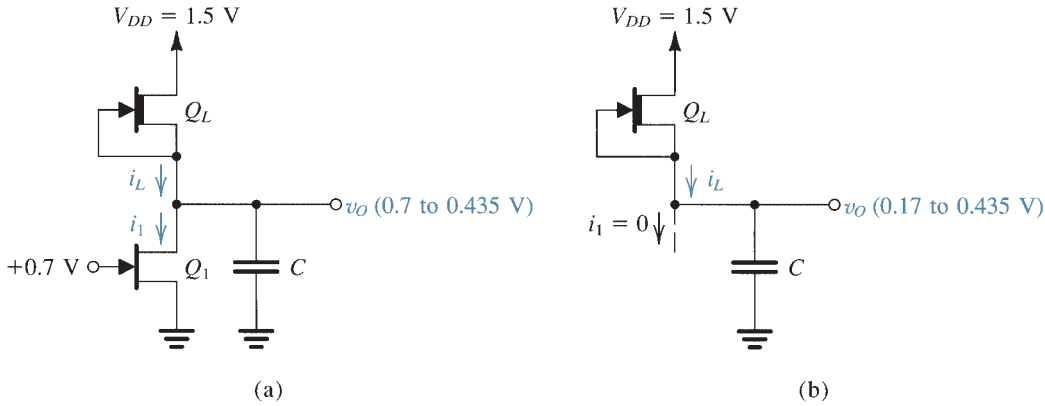 V_DD = 1.5 V
Q_L
i_L
v_O (0.7 to 0.435 V)
i_1
+0.7 V
Q_1
C
(a)
V_DD = 1.5 V
Q_L
i_L
v_O (0.17 to 0.435 V)
i_1 = 0
C
(b)